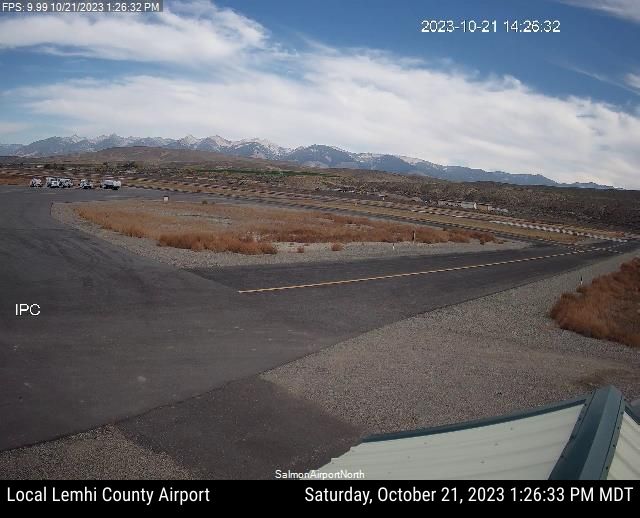 FPS: 9.99 10/21/2023 1:26:32 PM
2023-10-21 14:26:32
IPC
SalmonAirportNorth
Local Lemhi County Airport
Saturday, October 21, 2023 1:26:33 PM MDT